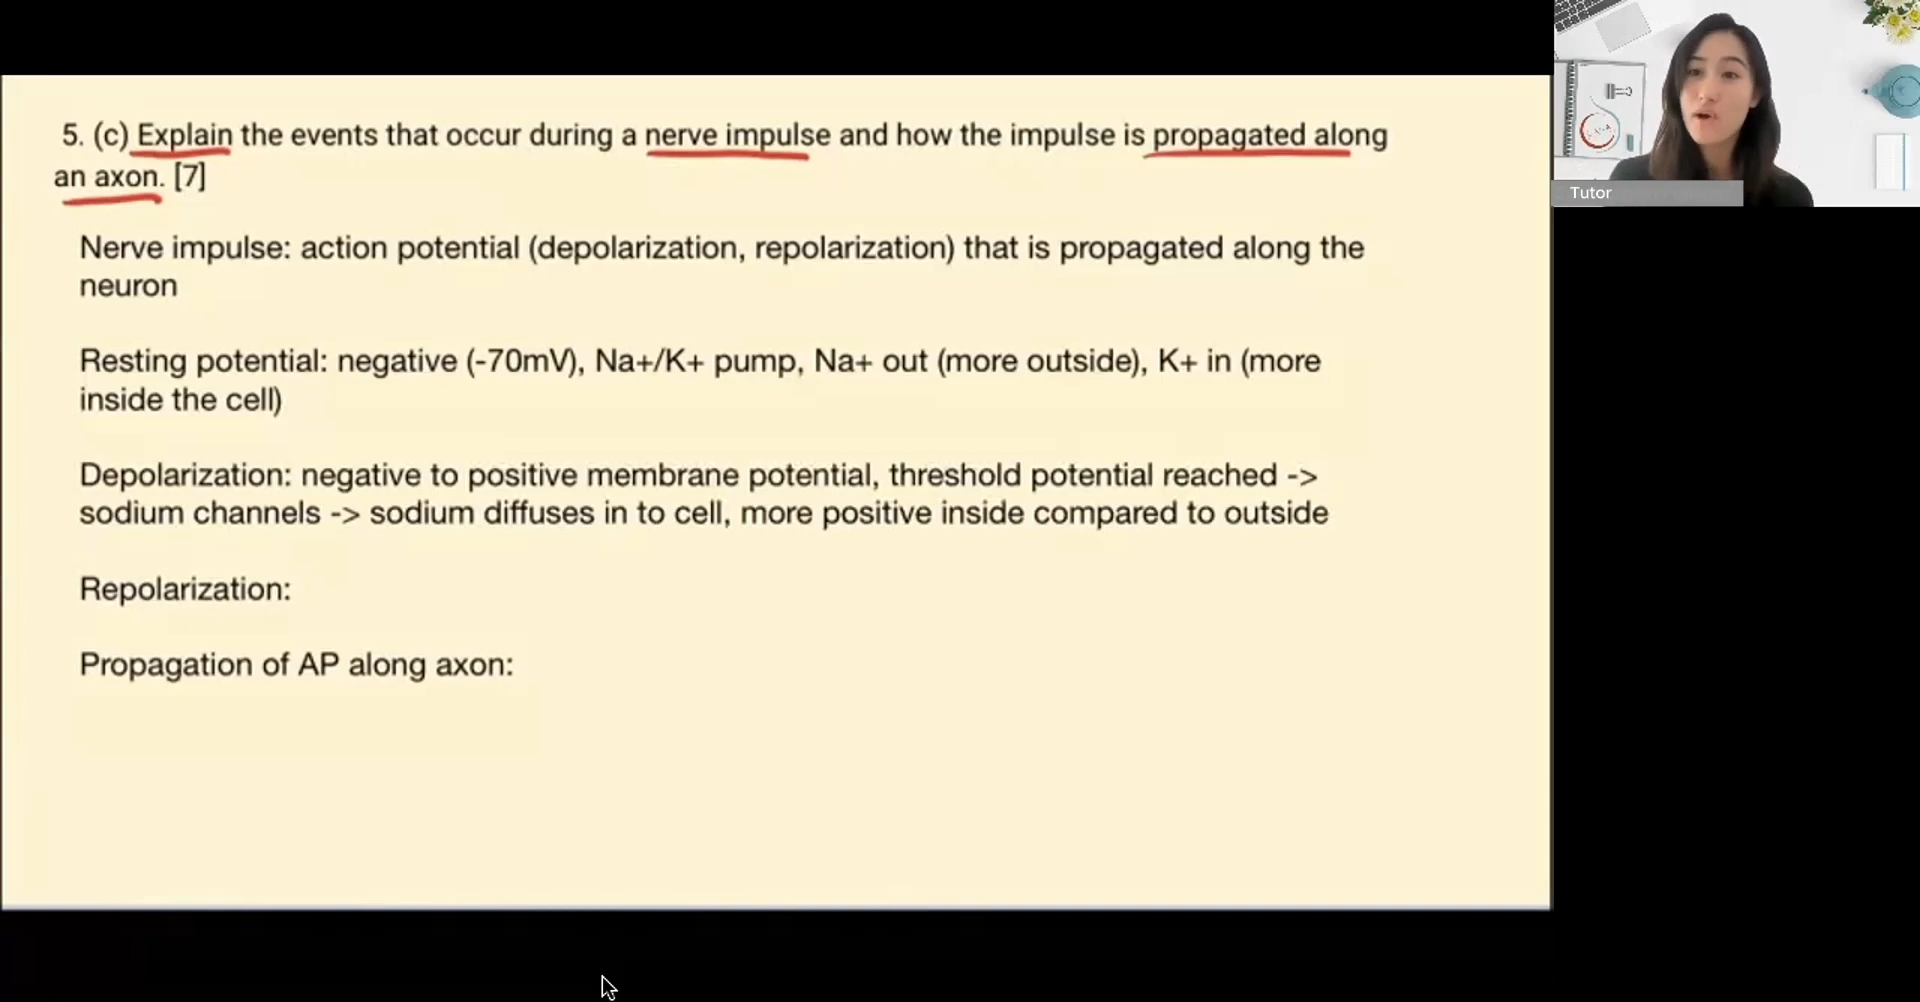 5. (c) Explain the events that occur during a nerve impulse and how the impulse is propagated along
an axon. [7]
Nerve impulse: action potential (depolarization, repolarization) that is propagated along the
neuron
Resting potential: negative (-70mV), Na+/K+ pump, Na+ out (more outside), K+ in (more
inside the cell)
Depolarization: negative to positive membrane potential, threshold potential reached ->
sodium channels -> sodium diffuses in to cell, more positive inside compared to outside
Repolarization:
Propagation of AP along axon:
Tutor